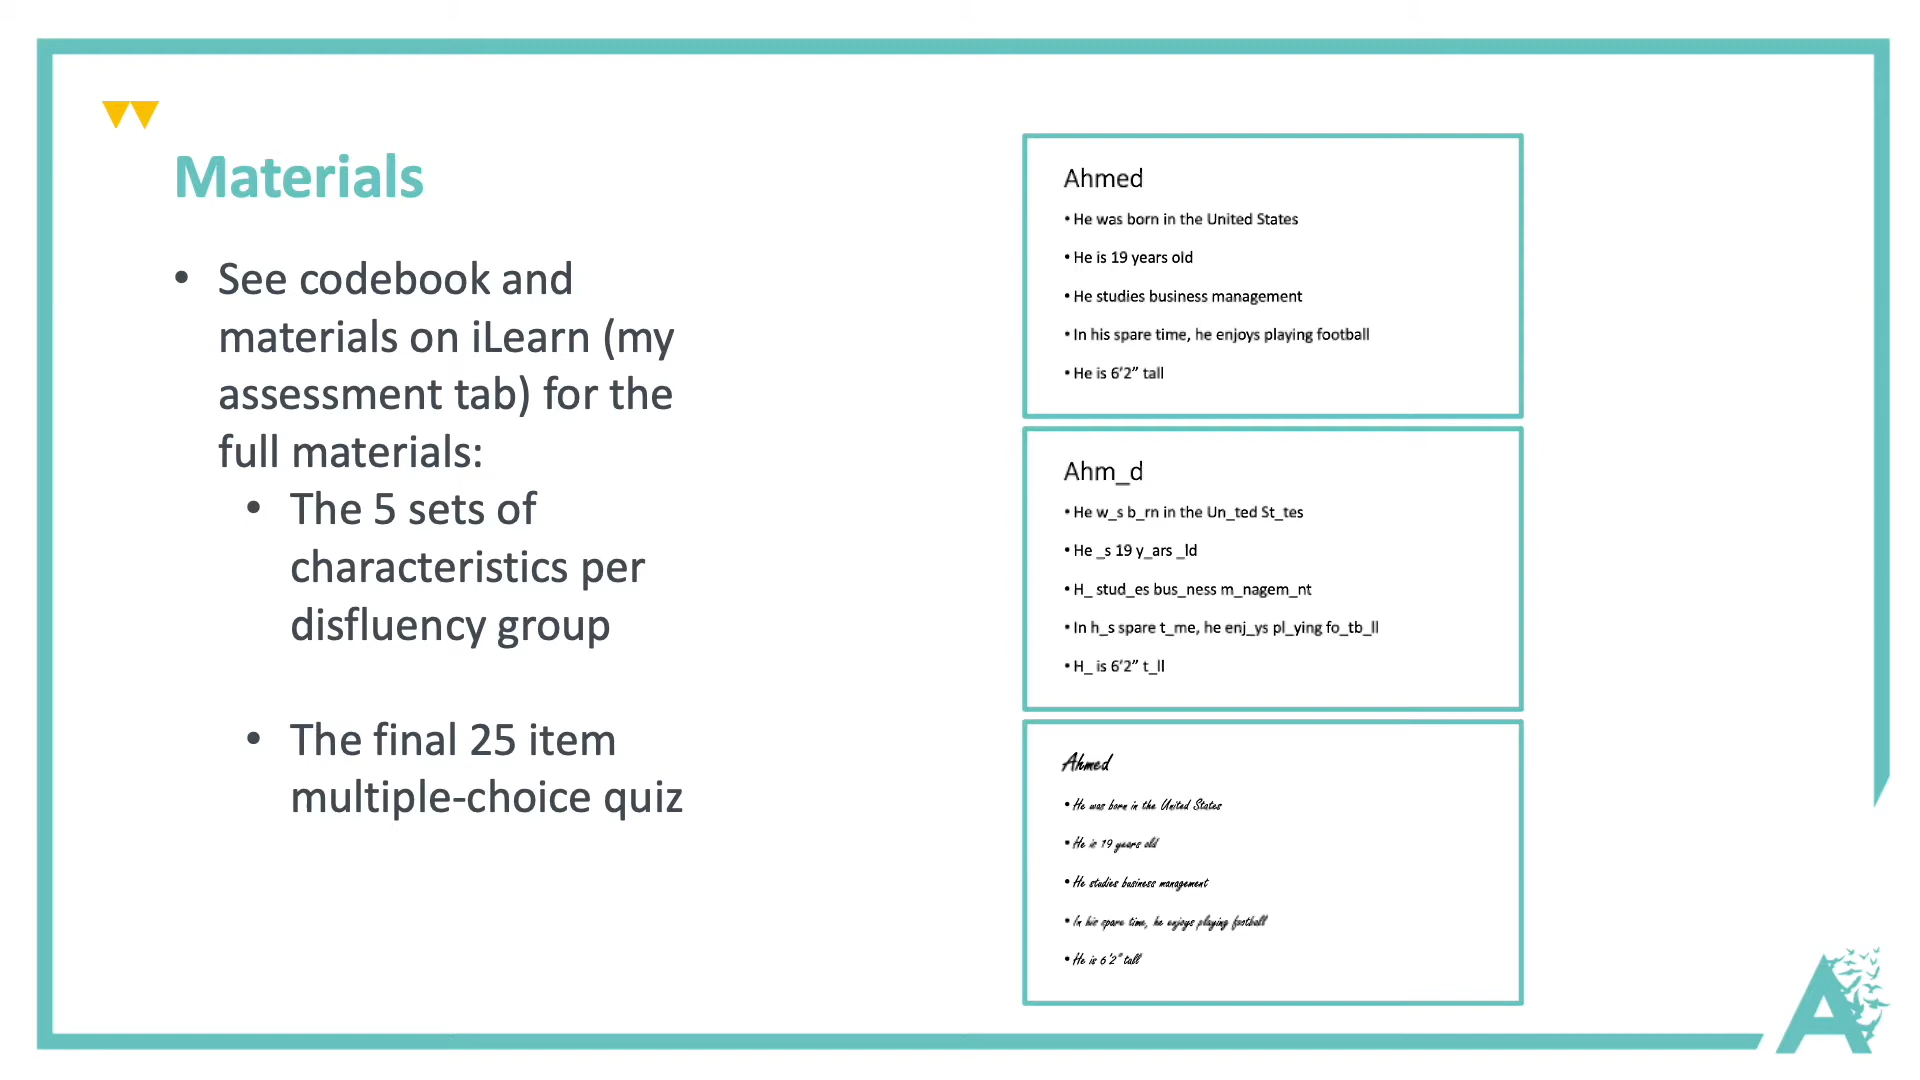 Materials
• See codebook and
materials on iLearn (my
assessment tab) for the
full materials:
• The 5 sets of
characteristics per
disfluency group
• The final 25 item
multiple-choice quiz
Ahmed
• He was born in the United States
• He is 19 years old
• He studies business management
• In his spare time, he enjoys playing football
• He is 6’2” tall
Ahm_d
• He w_s b_rn in the Un_ted St_tes
• He _s 19 y_ars _ld
• H_ stud_es bus_ness m_nagem_nt
• In h_s spare t_me, he enj_ys pl_ying fo_tb_ll
• H_ is 6’2” t_ll
Ahmed
• He was born in the United States
• He is 19 years old
• He studies business management
• In his spare time, he enjoys playing football
• He is 6’2” tall
A